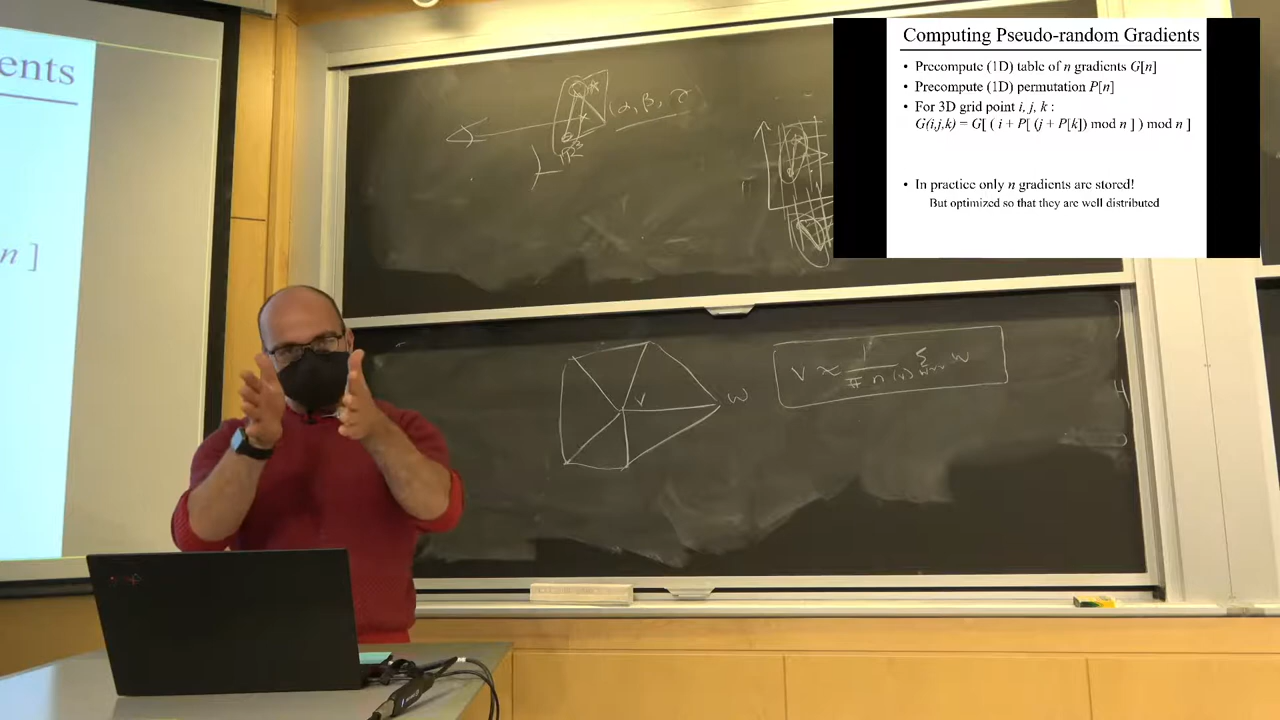 ents
n ]
(α, β, γ)
Computing Pseudo-random Gradients
• Precompute (1D) table of n gradients G[n]
• Precompute (1D) permutation P[n]
• For 3D grid point i, j, k :
G(i,j,k) = G[ ( i + P[ (j + P[k]) mod n ] ) mod n ]
• In practice only n gradients are stored!
But optimized so that they are well distributed
v
w
V ≈ 1 / # n(v) Σ w~v w